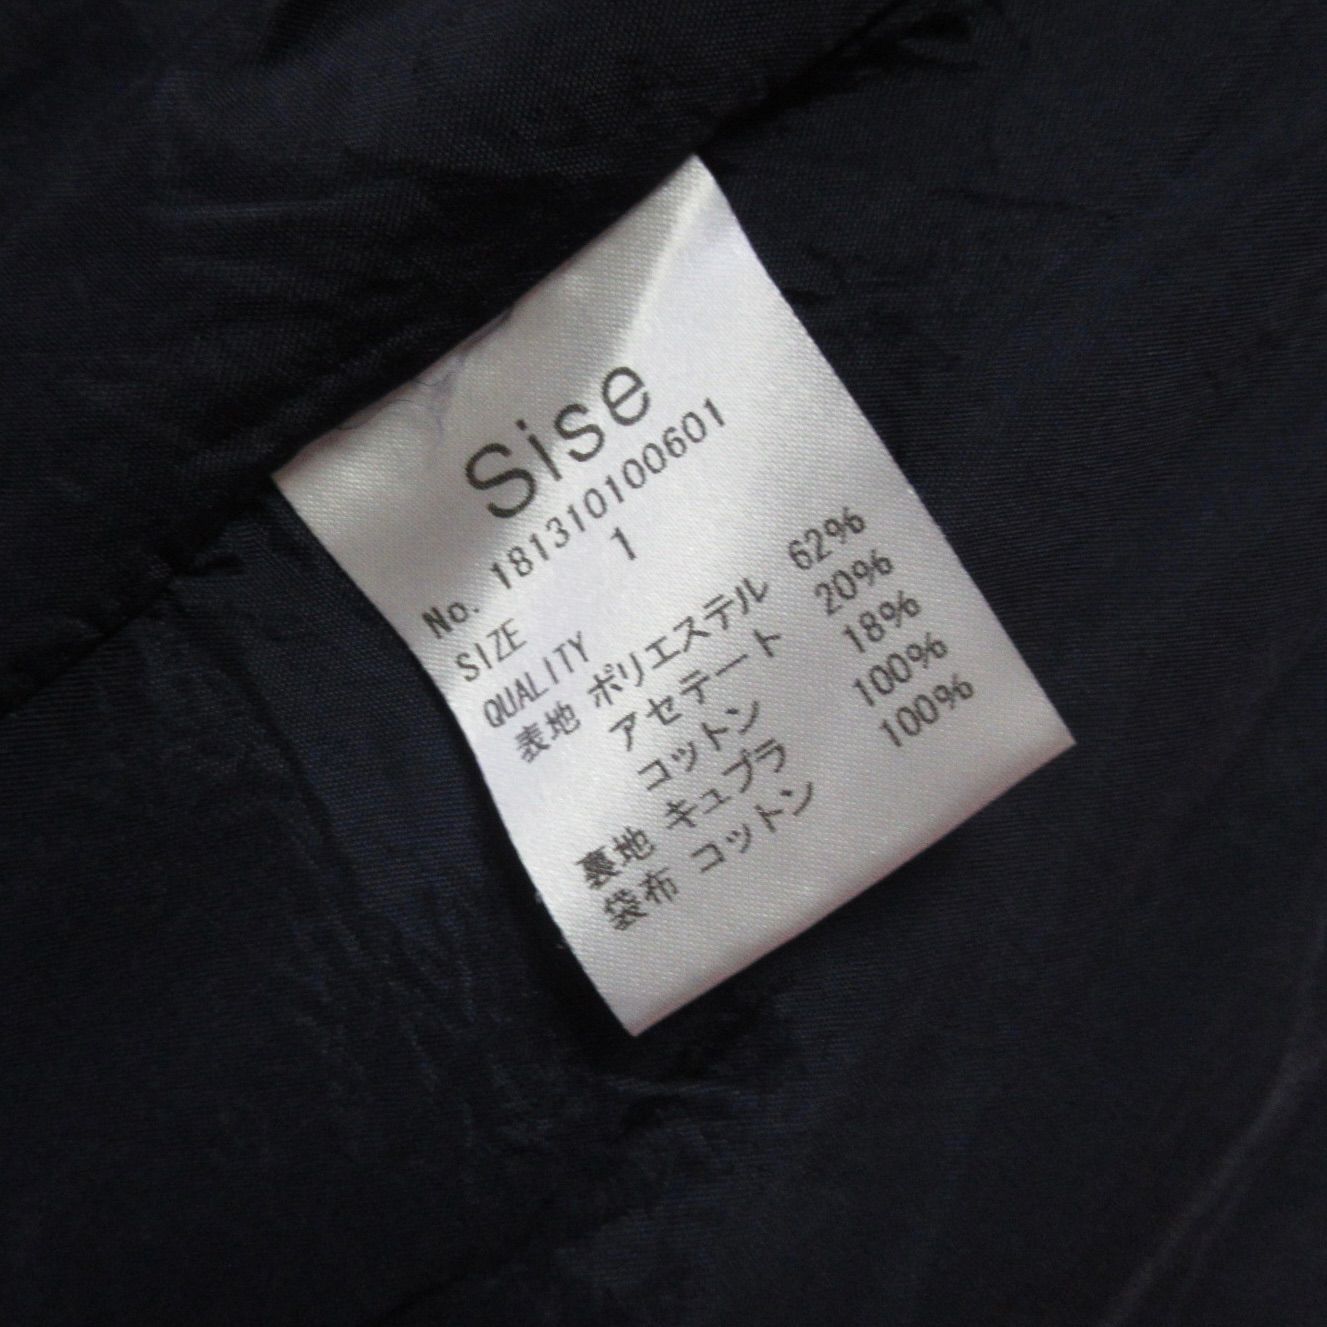 Sise
No. 181310100601
SIZE 1
QUALITY
表地 ポリエステル 62%
アセテート 20%
コットン 18%
裏地 キュプラ 100%
袋布 コットン 100%